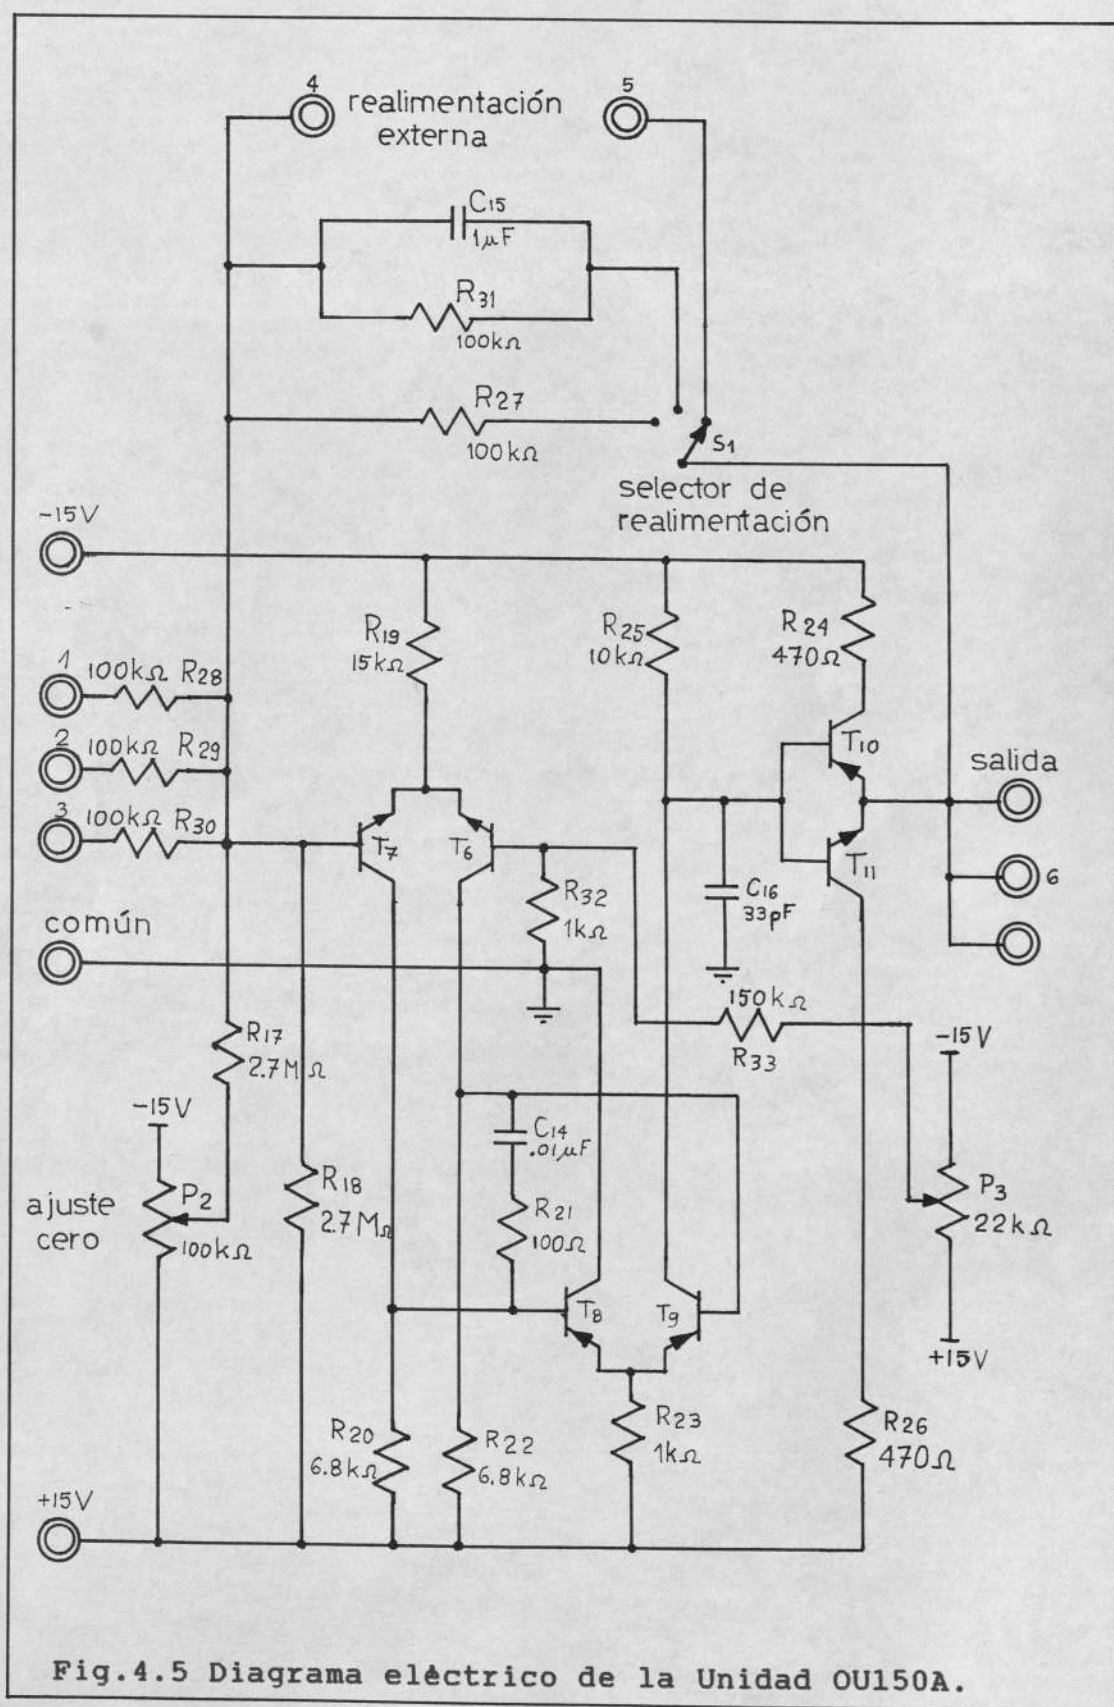 4
realimentación
externa
5
C15
1µF
R31
100kΩ
R27
100kΩ
S1
selector de
realimentación
-15V
R19
15kΩ
R25
10kΩ
R24
470Ω
1
100kΩ R28
2
100kΩ R29
3
100kΩ R30
T7
T6
T10
T11
salida
6
común
R32
1kΩ
C16
33pF
150kΩ
R33
-15V
R17
2.7MΩ
-15V
P2
100kΩ
ajuste
cero
R18
2.7MΩ
C14
.01µF
R21
100Ω
P3
22kΩ
+15V
T8
T9
R20
6.8kΩ
R22
6.8kΩ
R23
1kΩ
R26
470Ω
+15V
Fig.4.5 Diagrama eléctrico de la Unidad OU150A.